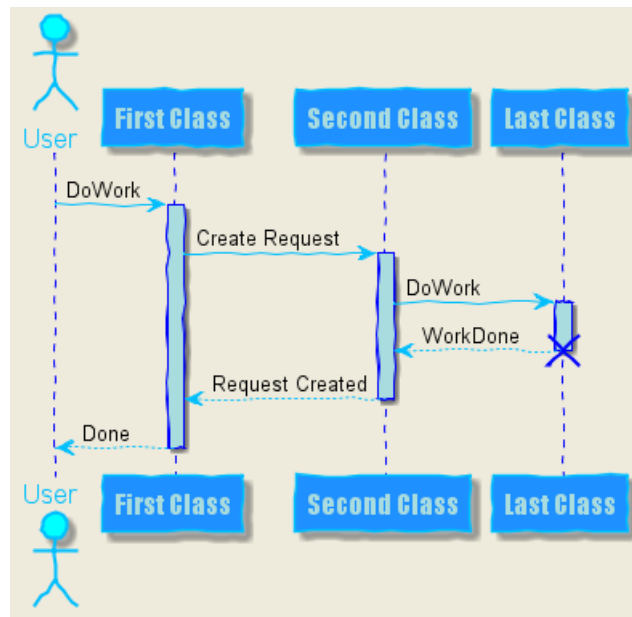 User
First Class
Second Class
Last Class
DoWork
Create Request
DoWork
WorkDone
Request Created
Done
User
First Class
Second Class
Last Class